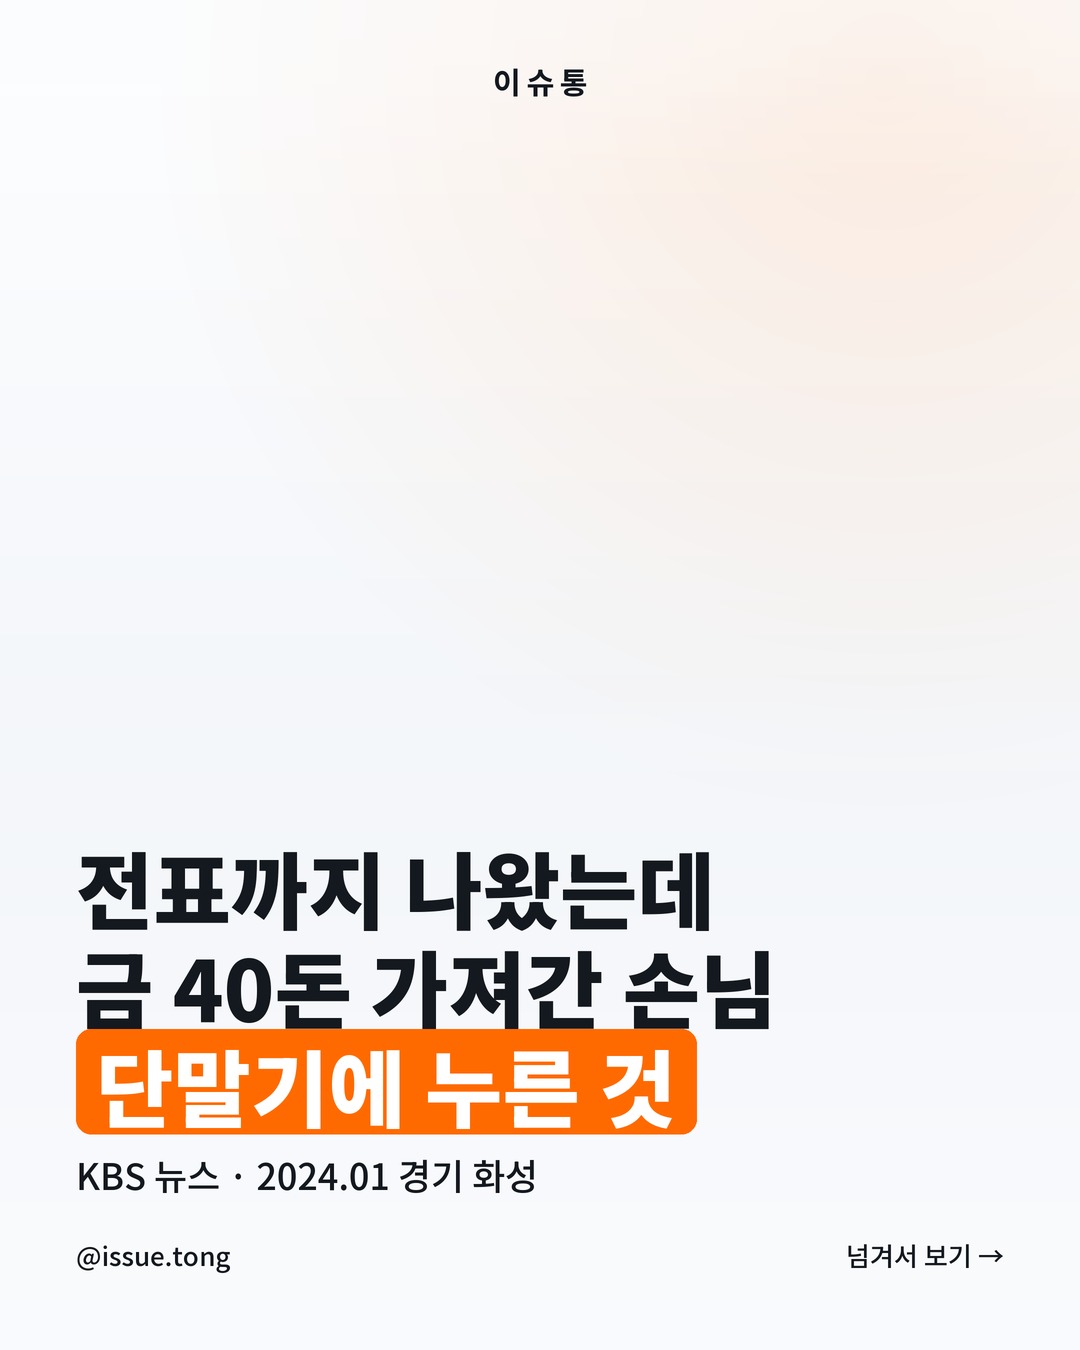 이슈통
전표까지 나왔는데
금 40돈 가져간 손님
단말기에 누른 것
KBS 뉴스 · 2024.01 경기 화성
@issue.tong
넘겨서 보기 →